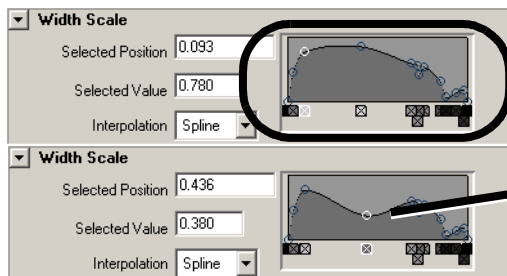 Width Scale
Selected Position 0.093
Selected Value 0.780
Interpolation Spline
Width Scale
Selected Position 0.436
Selected Value 0.380
Interpolation Spline